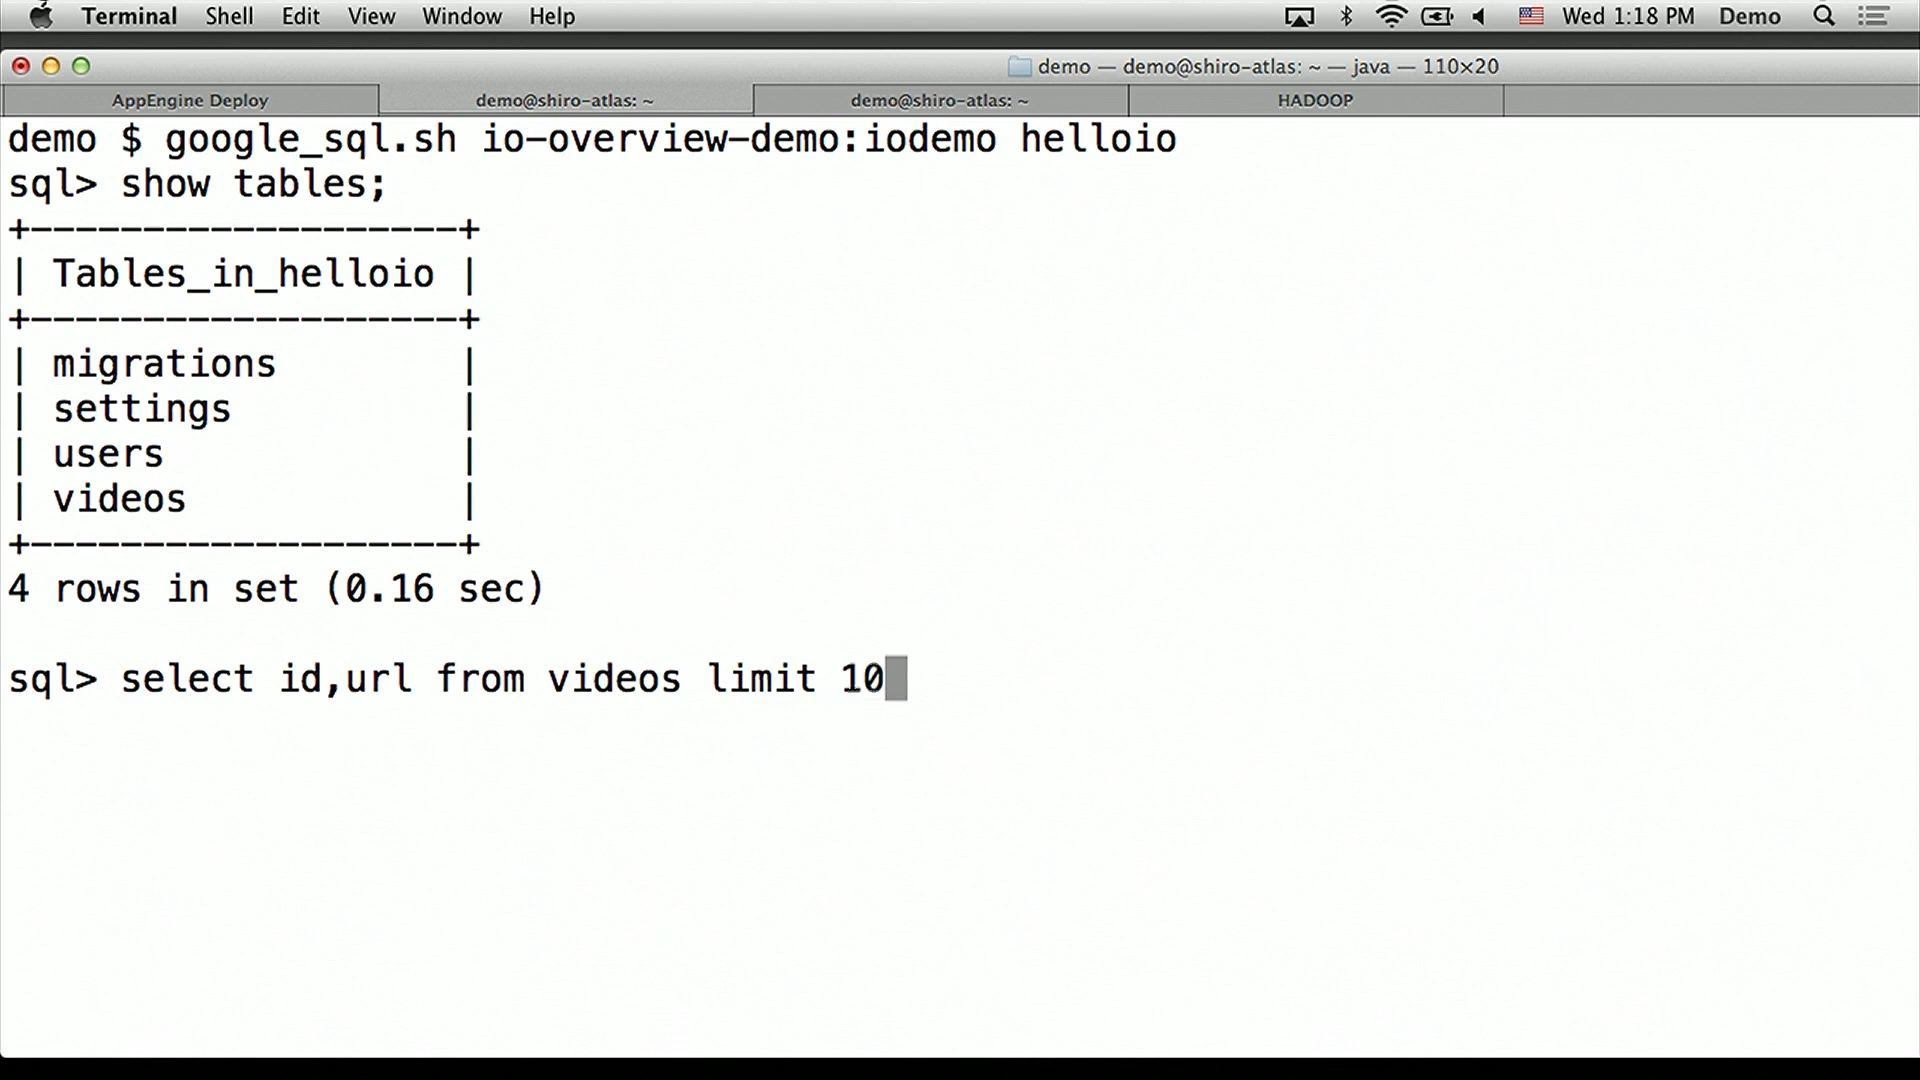 Terminal Shell Edit View Window Help Wed 1:18 PM Demo
demo — demo@shiro-atlas: ~ — java — 110×20
AppEngine Deploy demo@shiro-atlas: ~ demo@shiro-atlas: ~ HADOOP
demo $ google_sql.sh io-overview-demo:iodemo helloio
sql> show tables;
+-------------------+
| Tables_in_helloio |
+-------------------+
| migrations        |
| settings          |
| users             |
| videos            |
+-------------------+
4 rows in set (0.16 sec)
sql> select id,url from videos limit 10